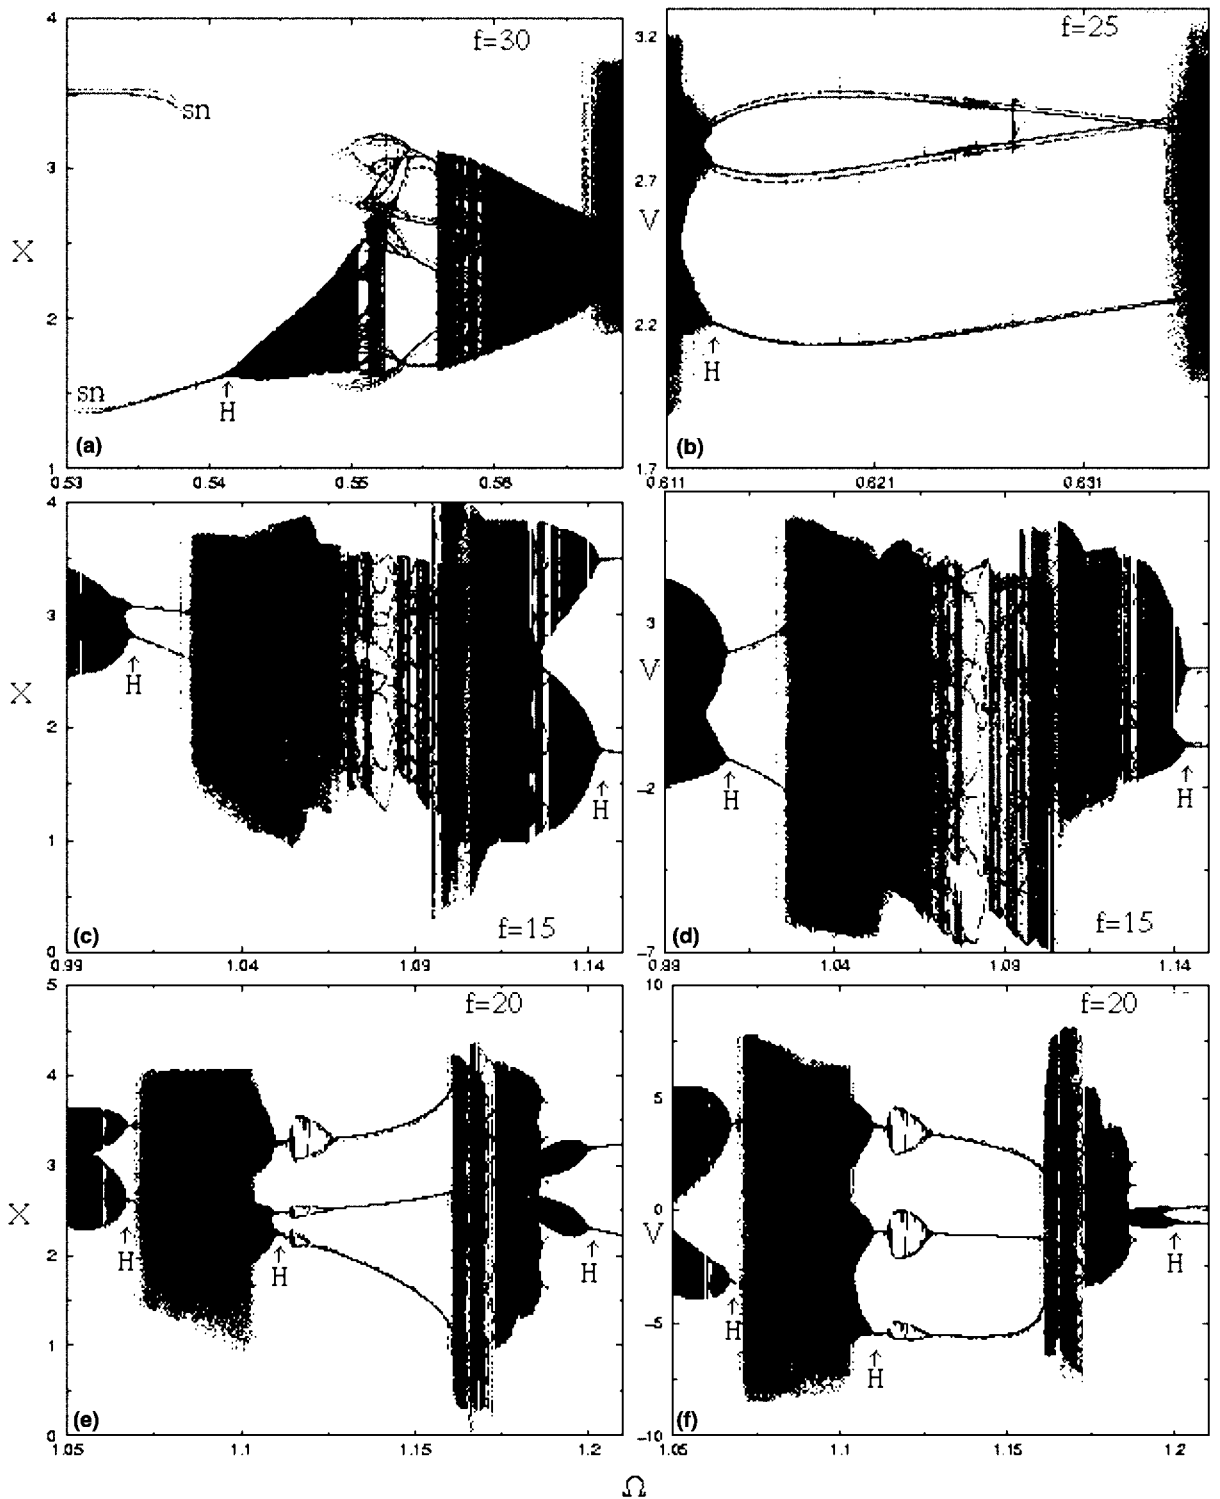 4
f=30
sn
3
X
2
sn
↑
H
(a)
1
0.53
0.54
0.55
0.56
3.2
f=25
2.7
V
2.2
↑
H
(b)
1.7
0.611
0.621
0.631
4
3
↑
H
X
2
↑
H
1
(c)
f=15
0
0.99
1.04
1.09
1.14
3
V
↑
H
↑
H
-2
(d)
f=15
-7
0.99
1.04
1.09
1.14
5
f=20
4
3
X
2
↑
H
↑
H
↑
H
1
(e)
0
1.05
1.1
1.15
1.2
10
f=20
5
0
V
↑
H
↑
H
↑
H
-5
(f)
-10
1.05
1.1
1.15
1.2
Ω